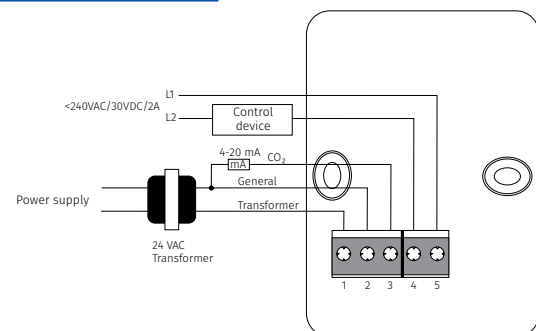 L1
<240VAC/30VDC/2A
L2
Control
device
4-20 mA
mA
CO₂
General
Power supply
Transformer
24 VAC
Transformer
1 2 3 4 5